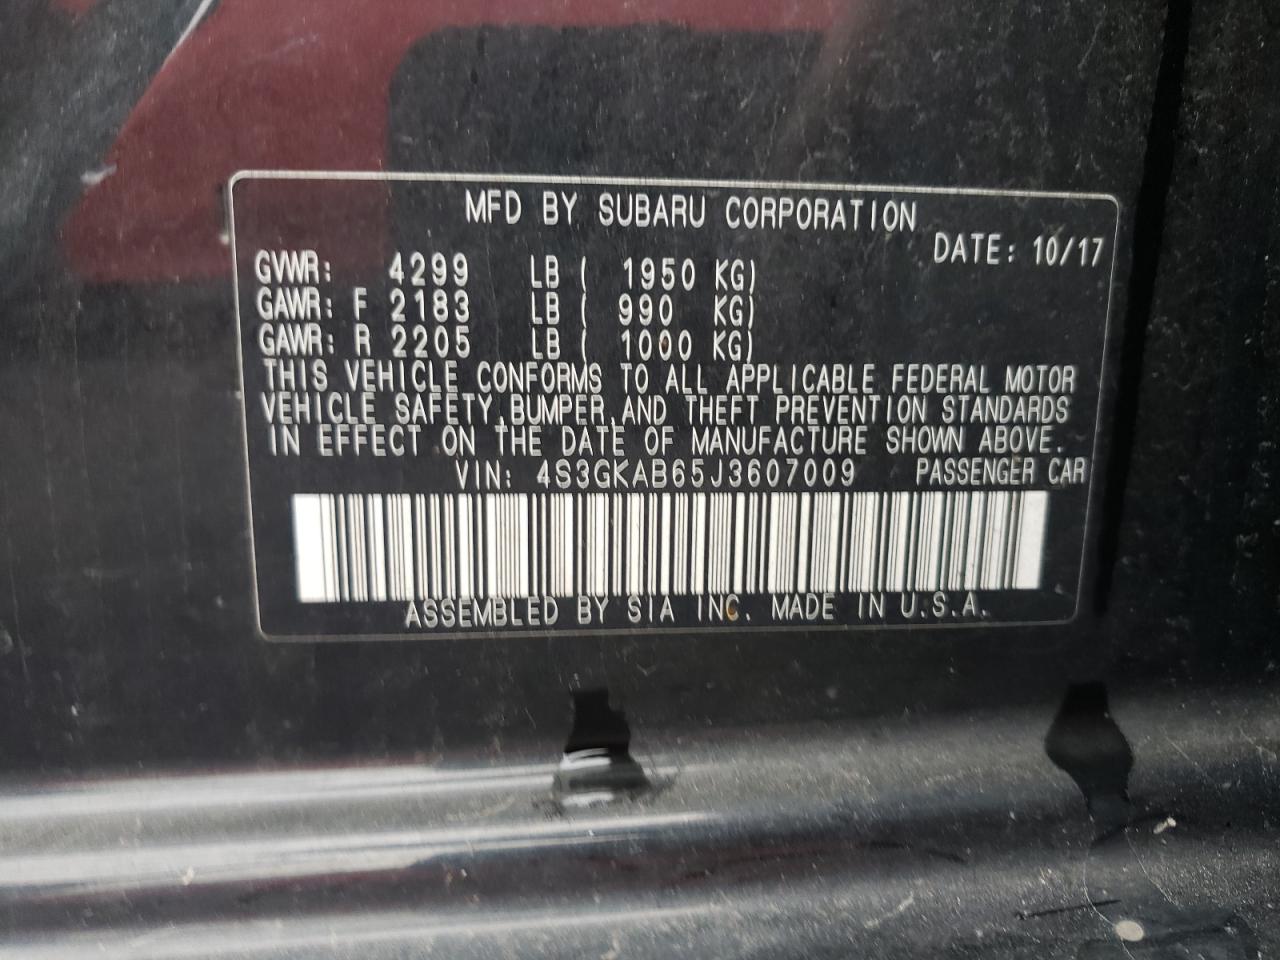 MFD BY SUBARU CORPORATION
DATE: 10/17
GVWR: 4299 LB ( 1950 KG)
GAWR: F 2183 LB ( 990 KG)
GAWR: R 2205 LB ( 1000 KG)
THIS VEHICLE CONFORMS TO ALL APPLICABLE FEDERAL MOTOR
VEHICLE SAFETY, BUMPER, AND THEFT PREVENTION STANDARDS
IN EFFECT ON THE DATE OF MANUFACTURE SHOWN ABOVE.
VIN: 4S3GKAB65J3607009 PASSENGER CAR
ASSEMBLED BY SIA INC. MADE IN U.S.A.